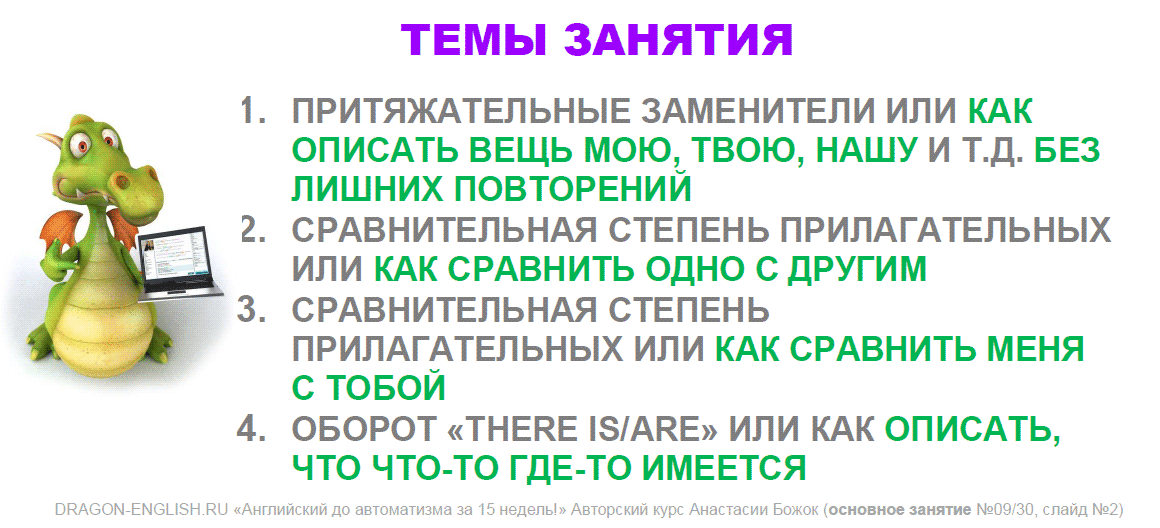 ТЕМЫ ЗАНЯТИЯ
1. ПРИТЯЖАТЕЛЬНЫЕ ЗАМЕНИТЕЛИ ИЛИ КАК
ОПИСАТЬ ВЕЩЬ МОЮ, ТВОЮ, НАШУ И Т.Д. БЕЗ
ЛИШНИХ ПОВТОРЕНИЙ
2. СРАВНИТЕЛЬНАЯ СТЕПЕНЬ ПРИЛАГАТЕЛЬНЫХ
ИЛИ КАК СРАВНИТЬ ОДНО С ДРУГИМ
3. СРАВНИТЕЛЬНАЯ СТЕПЕНЬ
ПРИЛАГАТЕЛЬНЫХ ИЛИ КАК СРАВНИТЬ МЕНЯ
С ТОБОЙ
4. ОБОРОТ «THERE IS/ARE» ИЛИ КАК ОПИСАТЬ,
ЧТО ЧТО-ТО ГДЕ-ТО ИМЕЕТСЯ
DRAGON-ENGLISH.RU «Английский до автоматизма за 15 недель!» Авторский курс Анастасии Божок (основное занятие №09/30, слайд №2)